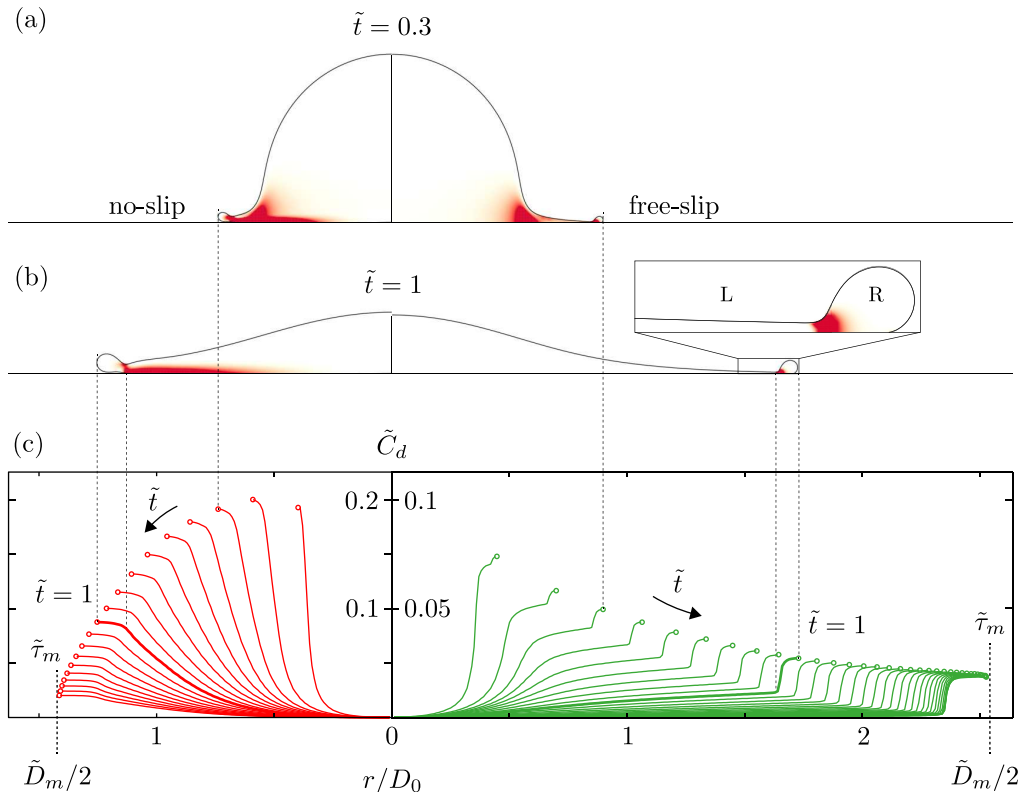 (a)
t̃ = 0.3
no-slip
free-slip
(b)
t̃ = 1
L
R
(c)
C̃_d
0.2
0.1
t̃
0.1
0.05
t̃
t̃ = 1
t̃ = 1
τ̃_m
τ̃_m
1
0
1
2
D̃_m/2
r/D_0
D̃_m/2